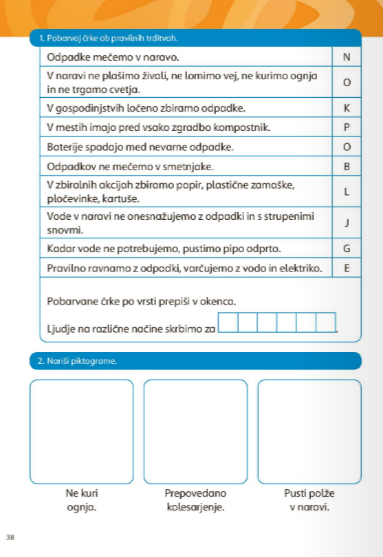 1. Pobarvaj črke ob pravilnih trditvah.
Odpadke mečemo v naravo. N
V naravi ne plašimo živali, ne lomimo vej, ne kurimo ognja
in ne trgamo cvetja. O
V gospodinjstvih ločeno zbiramo odpadke. K
V mestih imajo pred vsako zgradbo kompostnik. P
Baterije spadajo med nevarne odpadke. O
Odpadkov ne mečemo v smetnjake. B
V zbiralnih akcijah zbiramo papir, plastične zamaške,
pločevinke, kartuše. L
Vode v naravi ne onesnažujemo z odpadki in s strupenimi
snovmi. J
Kadar vode ne potrebujemo, pustimo pipo odprto. G
Pravilno ravnamo z odpadki, varčujemo z vodo in elektriko. E
Pobarvane črke po vrsti prepiši v okenca.
Ljudje na različne načine skrbimo za .
2. Nariši piktograme.
Ne kuri
ognja.
Prepovedano
kolesarjenje.
Pusti polže
v naravi.
38